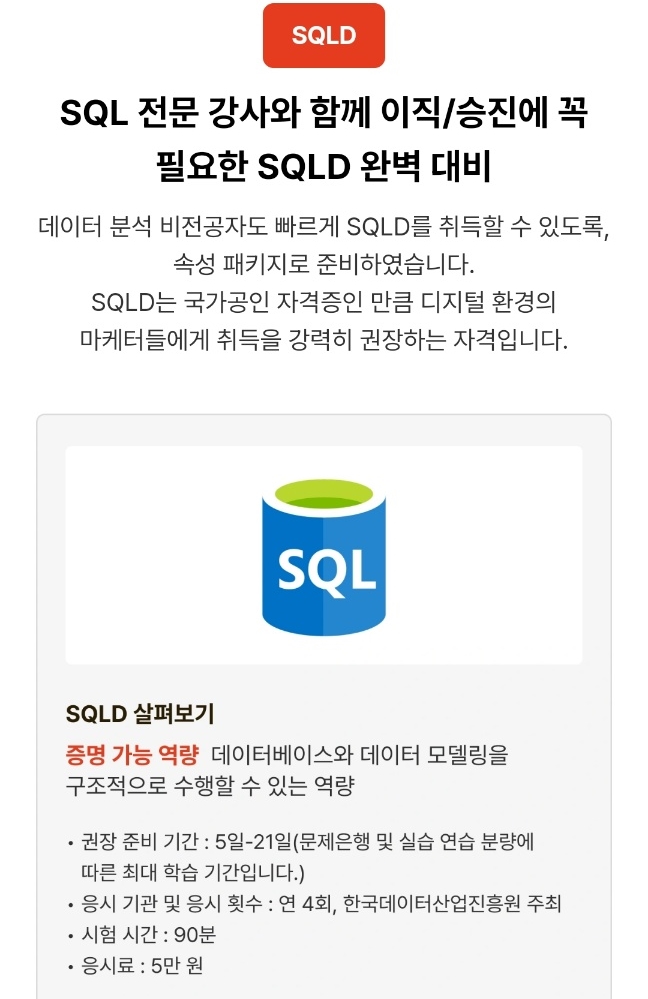 SQLD
SQL 전문 강사와 함께 이직/승진에 꼭
필요한 SQLD 완벽 대비
데이터 분석 비전공자도 빠르게 SQLD를 취득할 수 있도록,
속성 패키지로 준비하였습니다.
SQLD는 국가공인 자격증인 만큼 디지털 환경의
마케터들에게 취득을 강력히 권장하는 자격입니다.
SQL
SQLD 살펴보기
증명 가능 역량 데이터베이스와 데이터 모델링을
구조적으로 수행할 수 있는 역량
• 권장 준비 기간 : 5일-21일(문제은행 및 실습 연습 분량에
따른 최대 학습 기간입니다.)
• 응시 기관 및 응시 횟수 : 연 4회, 한국데이터산업진흥원 주최
• 시험 시간 : 90분
• 응시료 : 5만 원